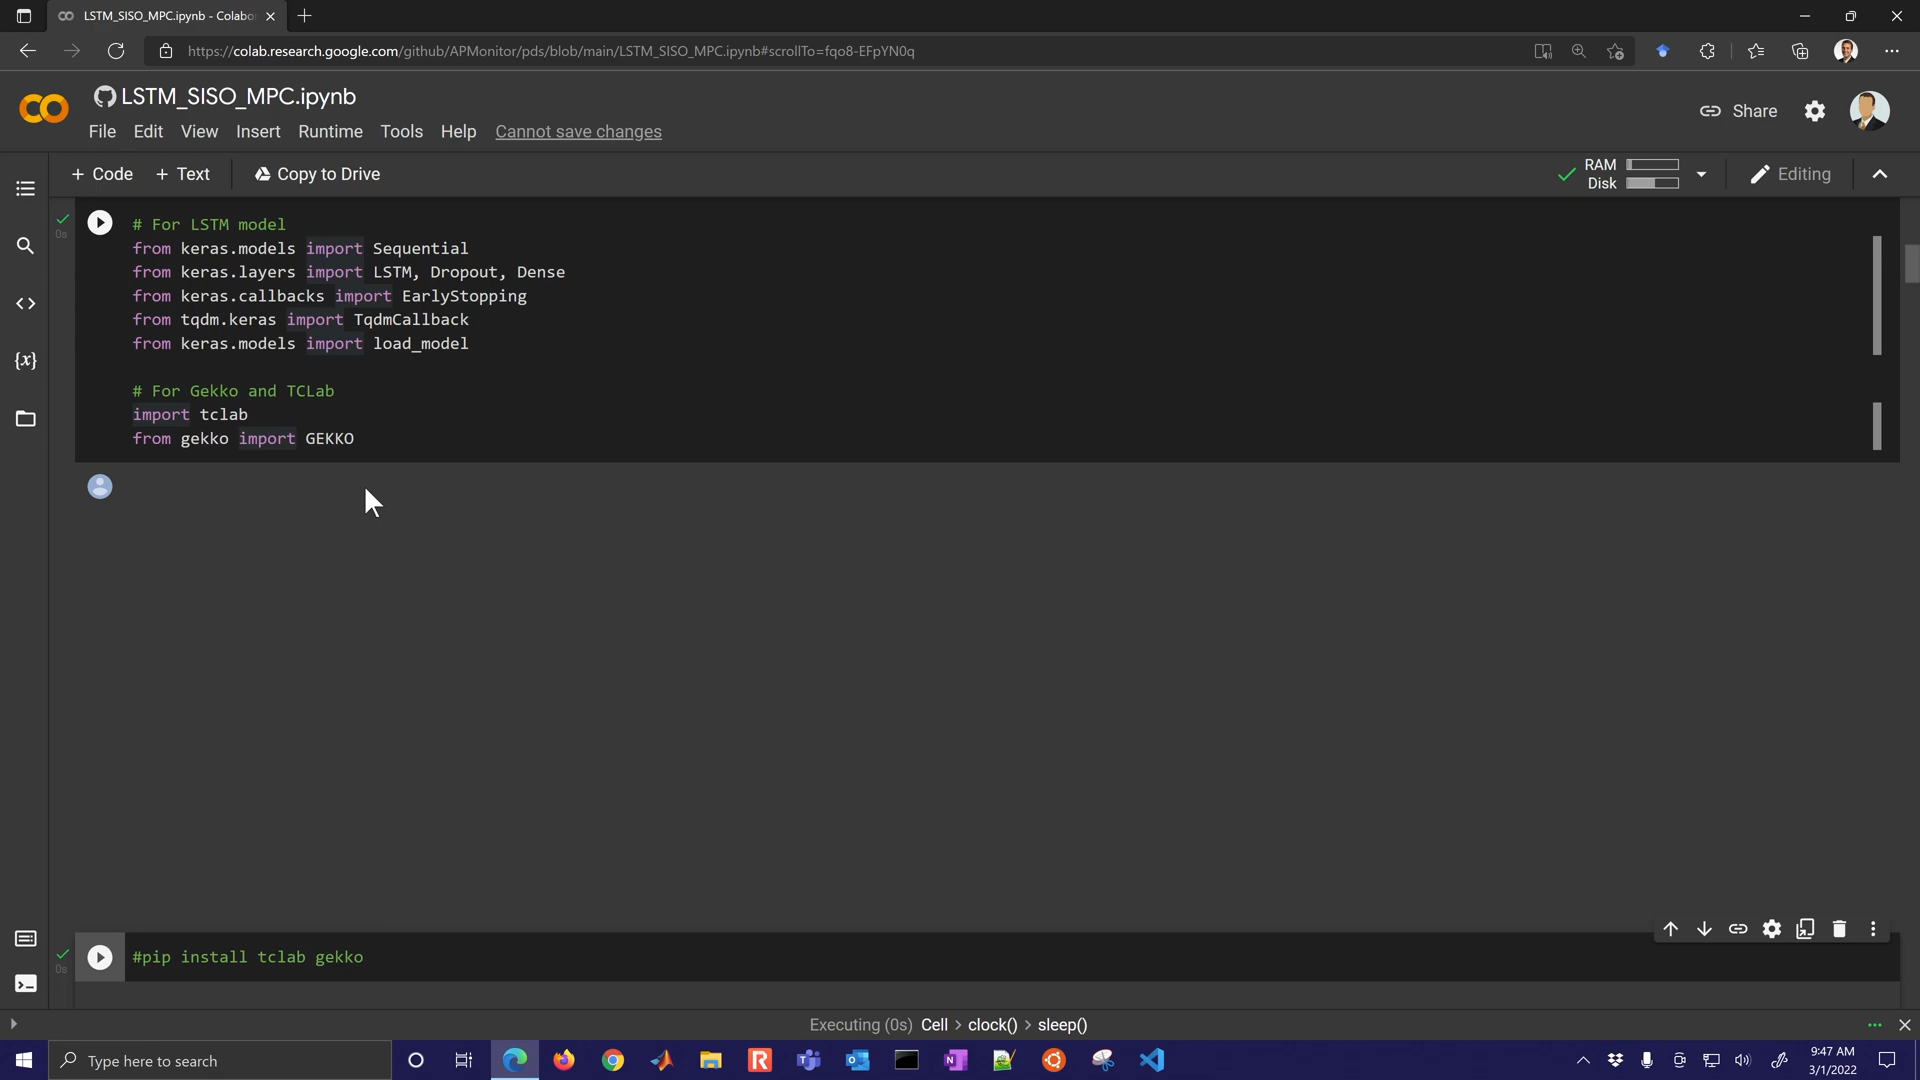 LSTM_SISO_MPC.ipynb - Colabo
https://colab.research.google.com/github/APMonitor/pds/blob/main/LSTM_SISO_MPC.ipynb#scrollTo=fqo8-EFpYN0q
LSTM_SISO_MPC.ipynb
File Edit View Insert Runtime Tools Help Cannot save changes
Share
+ Code + Text Copy to Drive
RAM
Disk
Editing
0s
# For LSTM model
from keras.models import Sequential
from keras.layers import LSTM, Dropout, Dense
from keras.callbacks import EarlyStopping
from tqdm.keras import TqdmCallback
from keras.models import load_model
# For Gekko and TCLab
import tclab
from gekko import GEKKO
{x}
#pip install tclab gekko
0s
Executing (0s) Cell > clock() > sleep()
Type here to search
9:47 AM
3/1/2022